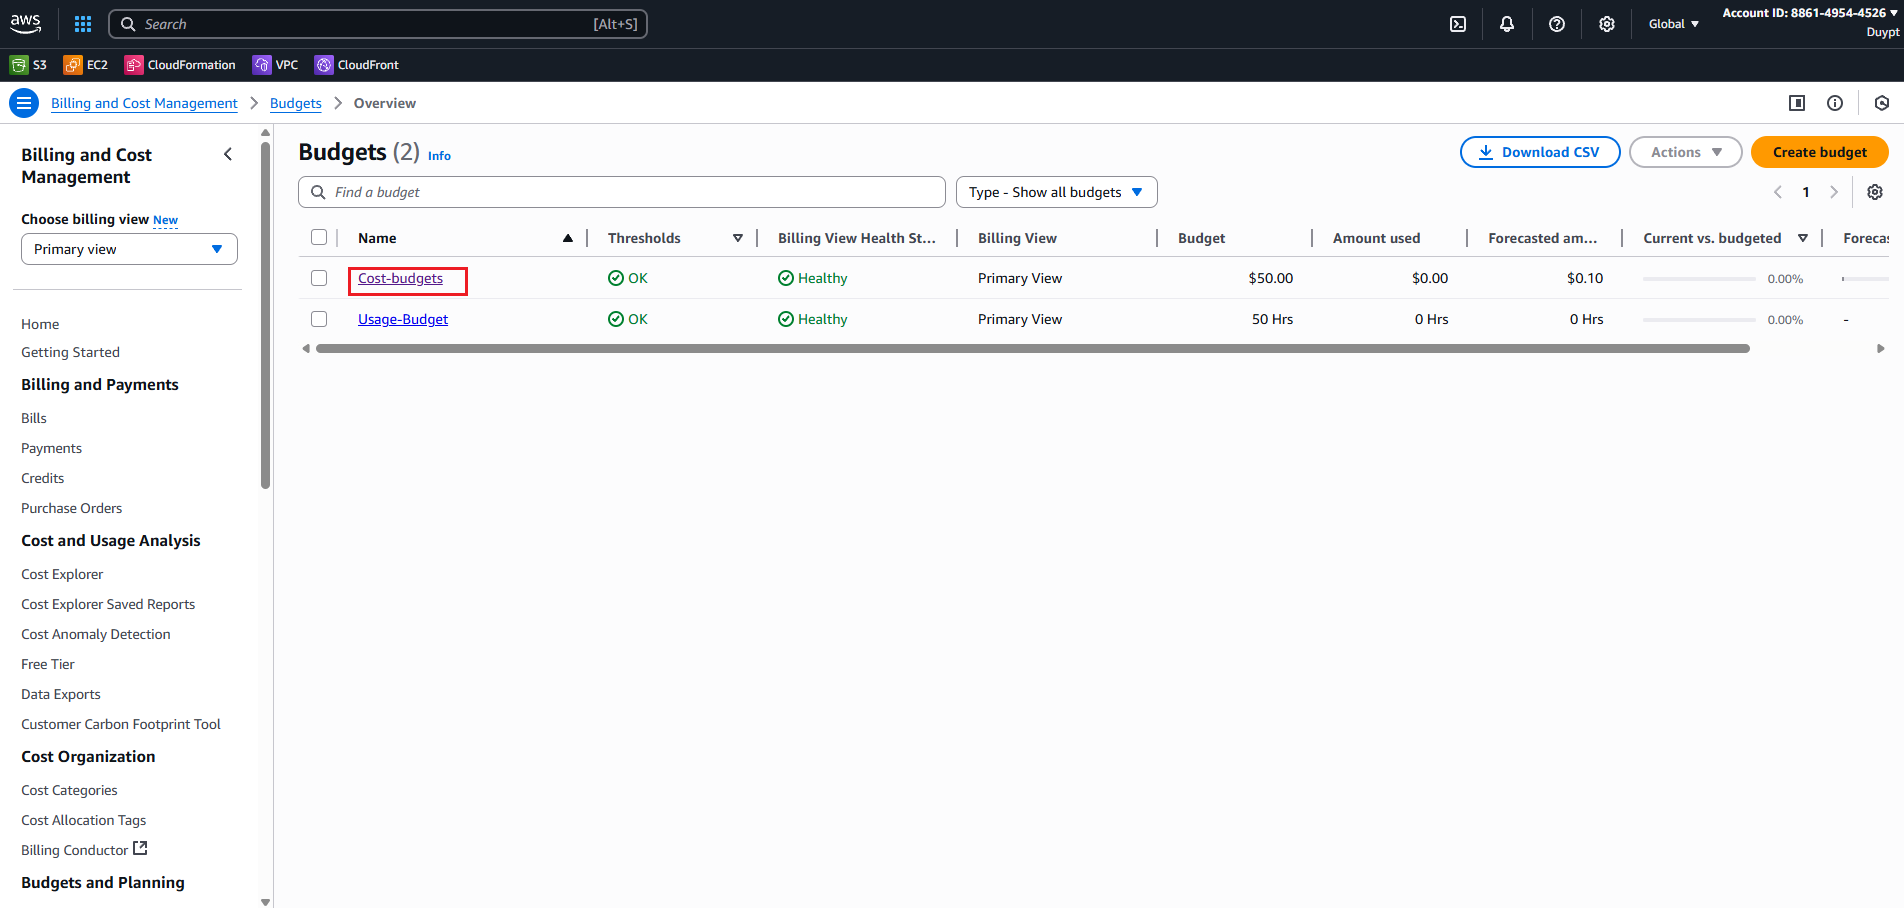 aws
Search
[Alt+S]
Global
Account ID: 8861-4954-4526
Duypt
S3
EC2
CloudFormation
VPC
CloudFront
Billing and Cost Management
Budgets
Overview
Billing and Cost
Management
Choose billing view New
Primary view
Home
Getting Started
Billing and Payments
Bills
Payments
Credits
Purchase Orders
Cost and Usage Analysis
Cost Explorer
Cost Explorer Saved Reports
Cost Anomaly Detection
Free Tier
Data Exports
Customer Carbon Footprint Tool
Cost Organization
Cost Categories
Cost Allocation Tags
Billing Conductor
Budgets and Planning
Budgets (2) Info
Download CSV
Actions
Create budget
Find a budget
Type - Show all budgets
1
Name Thresholds Billing View Health St... Billing View Budget Amount used Forecasted am... Current vs. budgeted Forecas
Cost-budgets OK Healthy Primary View $50.00 $0.00 $0.10 0.00%
Usage-Budget OK Healthy Primary View 50 Hrs 0 Hrs 0 Hrs 0.00% -